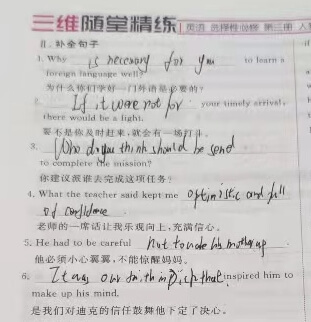 三维随堂精练 英语 选择性必修 第三册 人
Ⅱ. 补全句子
1. Why is necessary for you to learn a
foreign language well?
为什么你们学好一门外语是必要的?
2. If it were not for your timely arrival,
there would be a fight.
要不是你及时赶来,就会有一场打斗。
3. Who do you think should be send
to complete the mission?
你建议派谁去完成这项任务?
4. What the teacher said kept me optimistic and full
of confidence.
老师的一席话让我乐观向上,充满信心。
5. He had to be careful not to wake his mother up.
他必须小心翼翼,不能惊醒妈妈。
6. It was our that inspired him to
make up his mind.
是我们对迪克的信任鼓舞他下定了决心。